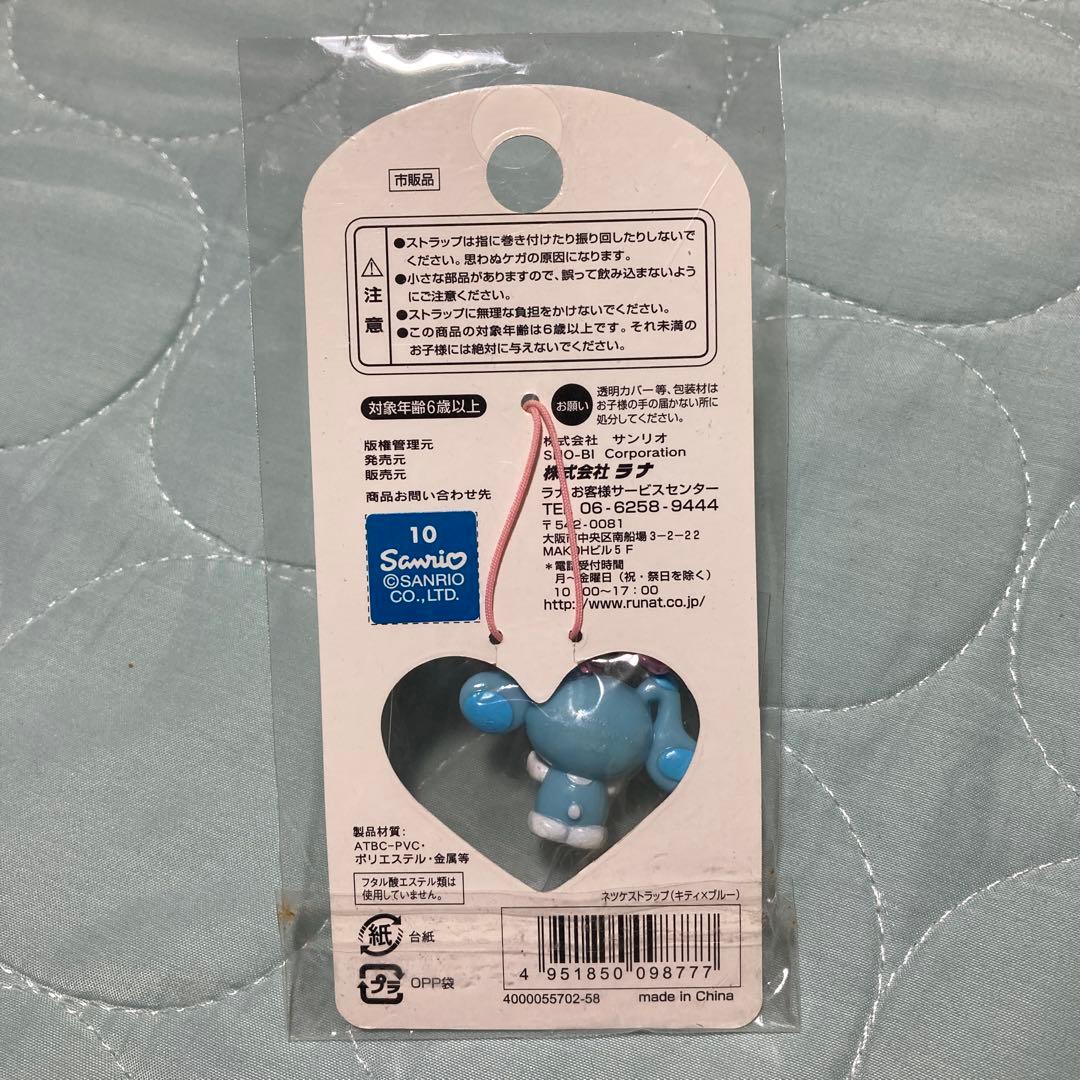 市販品
⚠注意
●ストラップは指に巻き付けたり振り回したりしないで
ください。思わぬケガの原因になります。
●小さな部品がありますので、誤って飲み込まないよう
にご注意ください。
●ストラップに無理な負担をかけないでください。
●この商品の対象年齢は6歳以上です。それ未満の
お子様には絶対に与えないでください。
対象年齢6歳以上
お願い
透明カバー等、包装材は
お子様の手の届かない所に
処分してください。
版権管理元 株式会社 サンリオ
発売元 SHO-BI Corporation
販売元 株式会社 ラナ
商品お問い合わせ先 ラナお客様サービスセンター
TEL 06-6258-9444
〒542-0081
大阪市中央区南船場3-2-22
MAKOHビル5F
*電話受付時間
月~金曜日(祝・祭日を除く)
10:00~17:00
http://www.runat.co.jp/
10
Sanrio
©SANRIO
CO.,LTD.
製品材質:
ATBC-PVC・
ポリエステル・金属等
フタル酸エステル類は
使用していません。
紙 台紙
プラ OPP袋
ネツケストラップ(キティ×ブルー)
4 951850 098777
4000055702-58 made in China